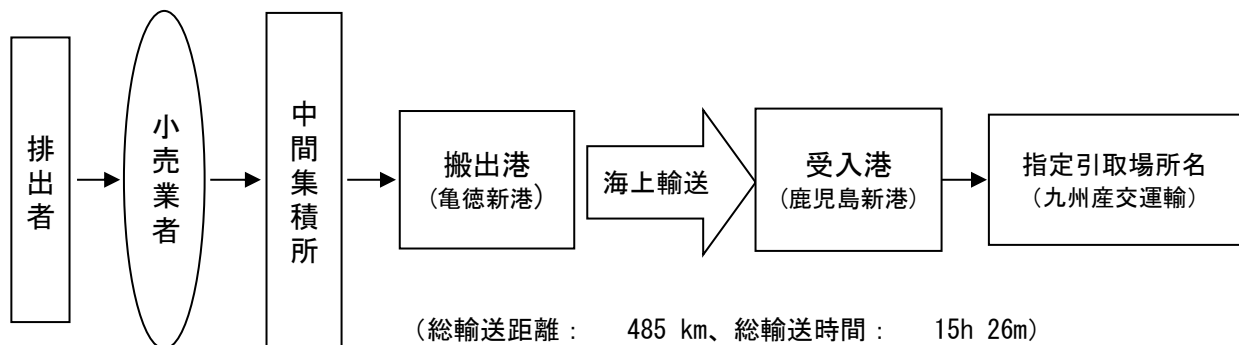 排出者
小売業者
中間集積所
搬出港
(亀徳新港)
海上輸送
受入港
(鹿児島新港)
指定引取場所名
(九州産交運輸)
(総輸送距離: 485 km、総輸送時間: 15h 26m)